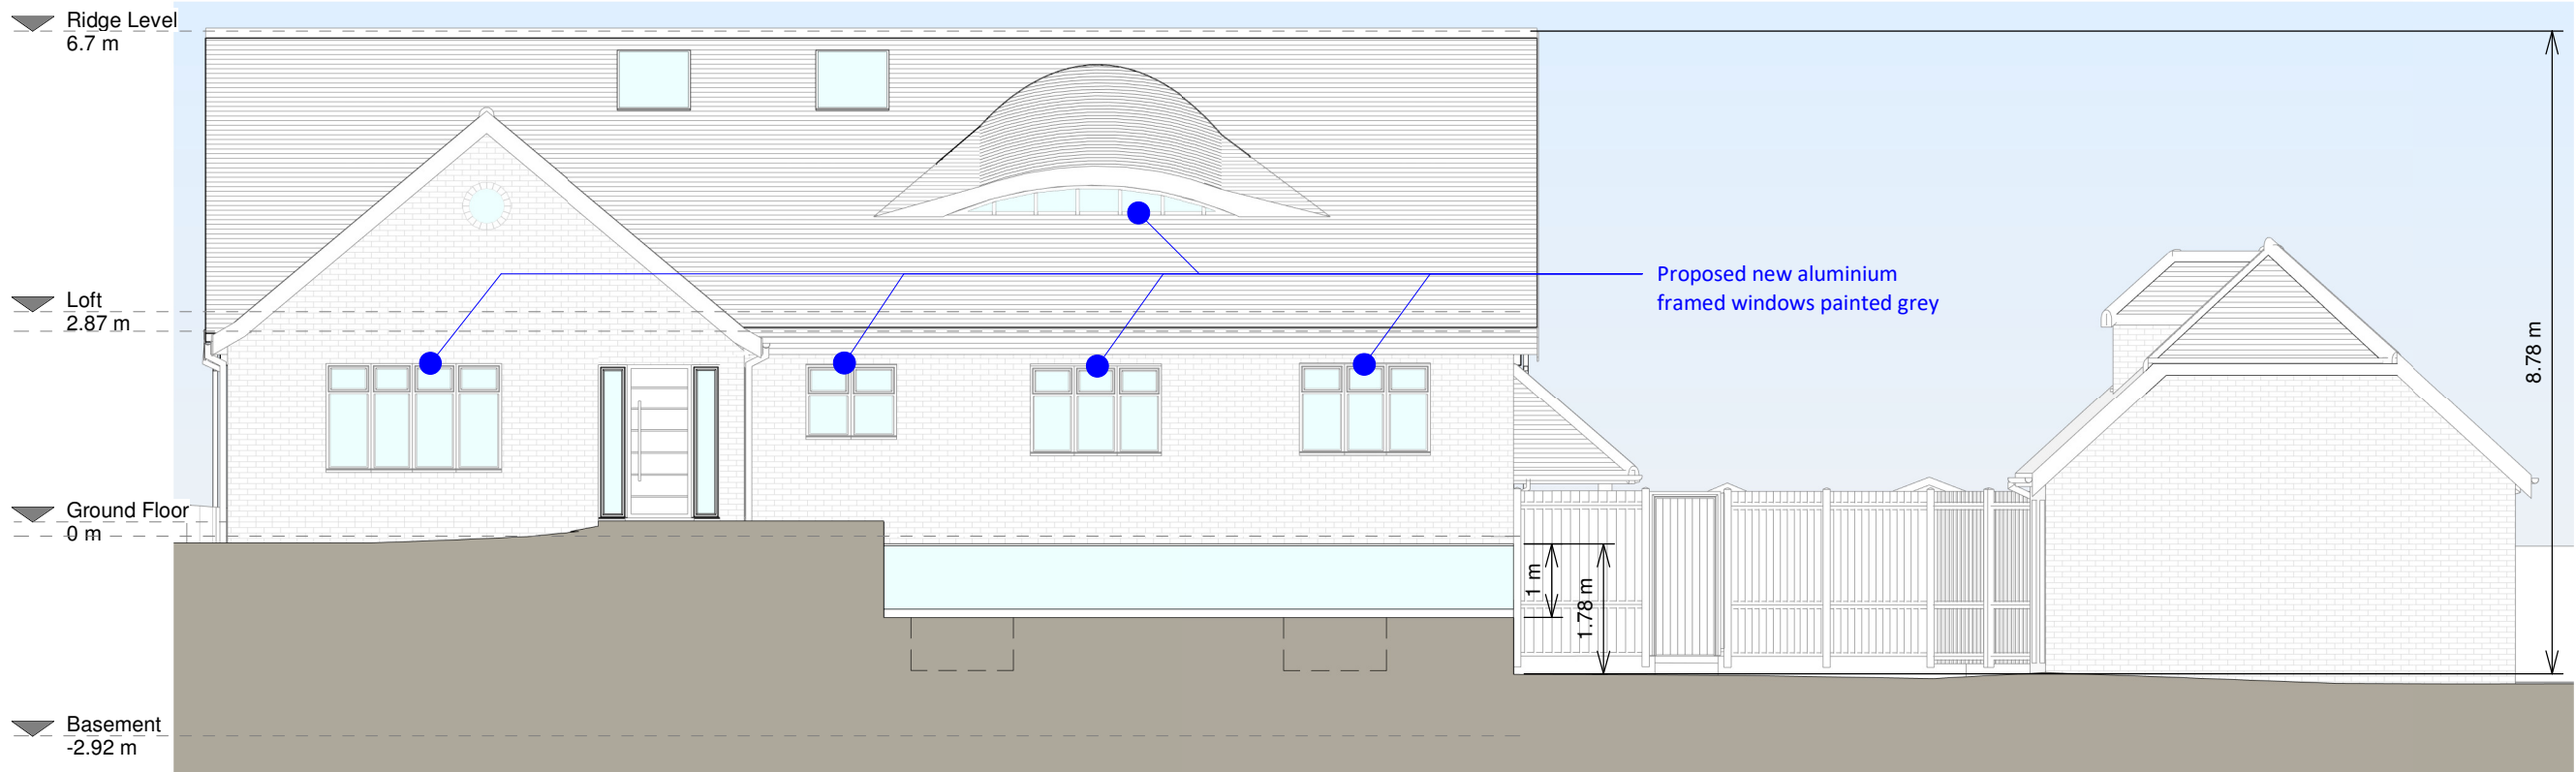 Ridge Level
6.7 m
Proposed new aluminium
framed windows painted grey
Loft
2.87 m
8.78 m
Ground Floor
0 m
1 m
1.78 m
Basement
-2.92 m